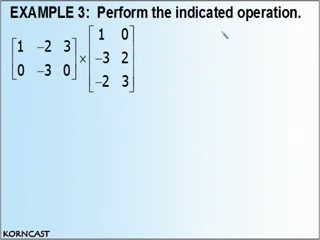 EXAMPLE 3: Perform the indicated operation.
[1 −2 3
0 −3 0] × [1 0
−3 2
−2 3]
KORNCAST